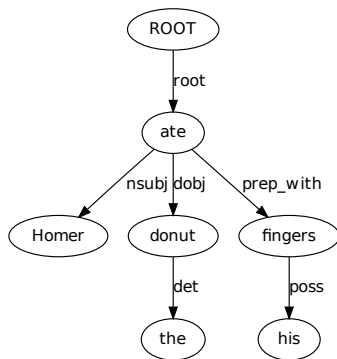 ROOT
root
ate
nsubj dobj prep_with
Homer donut fingers
det poss
the his